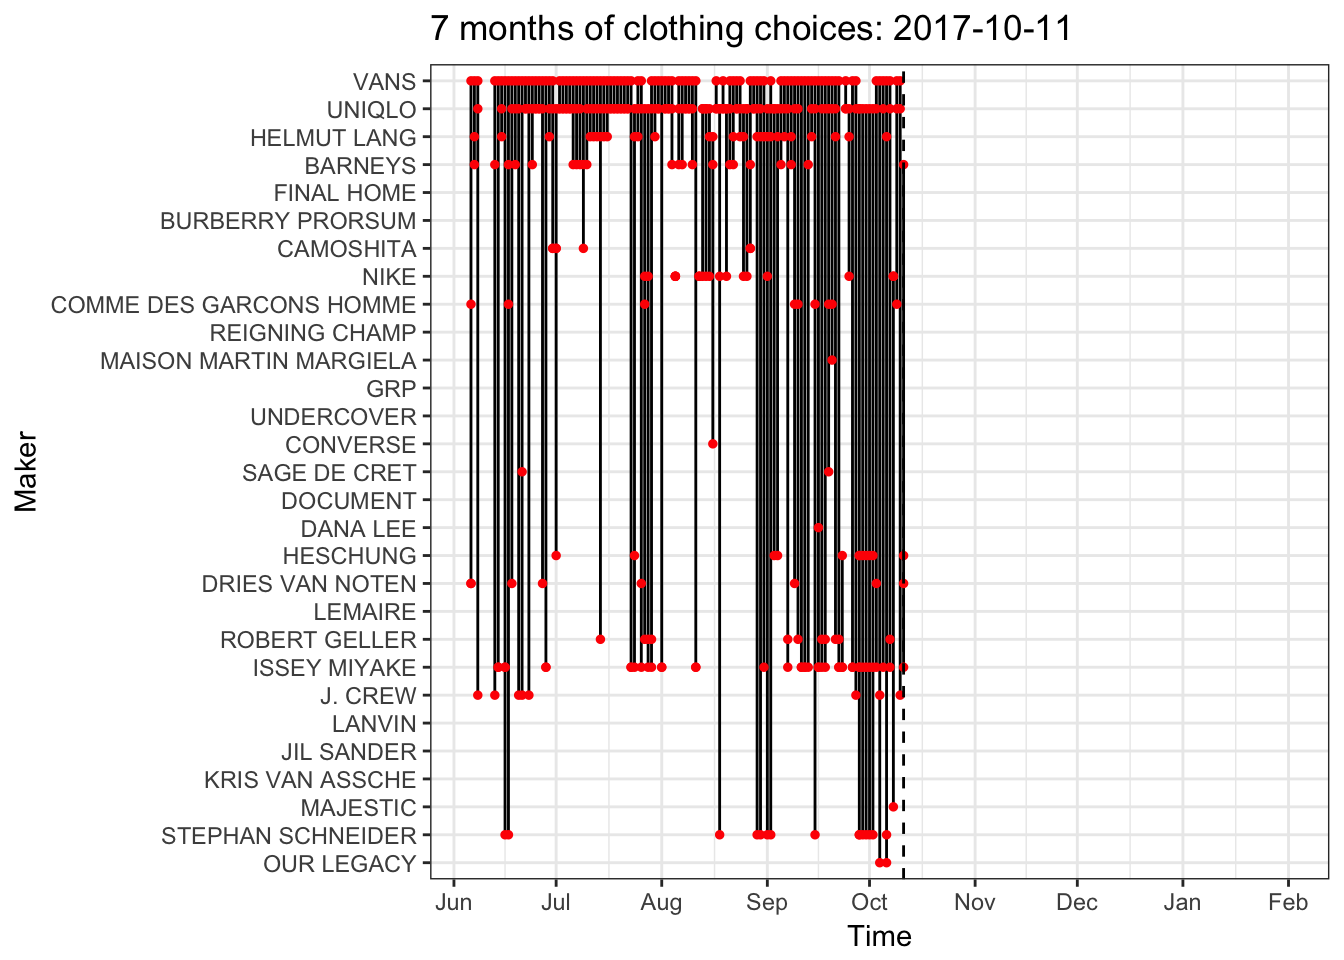 7 months of clothing choices: 2017-10-11
VANS
UNIQLO
HELMUT LANG
BARNEYS
FINAL HOME
BURBERRY PRORSUM
CAMOSHITA
NIKE
COMME DES GARCONS HOMME
REIGNING CHAMP
MAISON MARTIN MARGIELA
GRP
UNDERCOVER
CONVERSE
SAGE DE CRET
DOCUMENT
DANA LEE
HESCHUNG
DRIES VAN NOTEN
LEMAIRE
ROBERT GELLER
ISSEY MIYAKE
J. CREW
LANVIN
JIL SANDER
KRIS VAN ASSCHE
MAJESTIC
STEPHAN SCHNEIDER
OUR LEGACY
Maker
Jun Jul Aug Sep Oct Nov Dec Jan Feb
Time